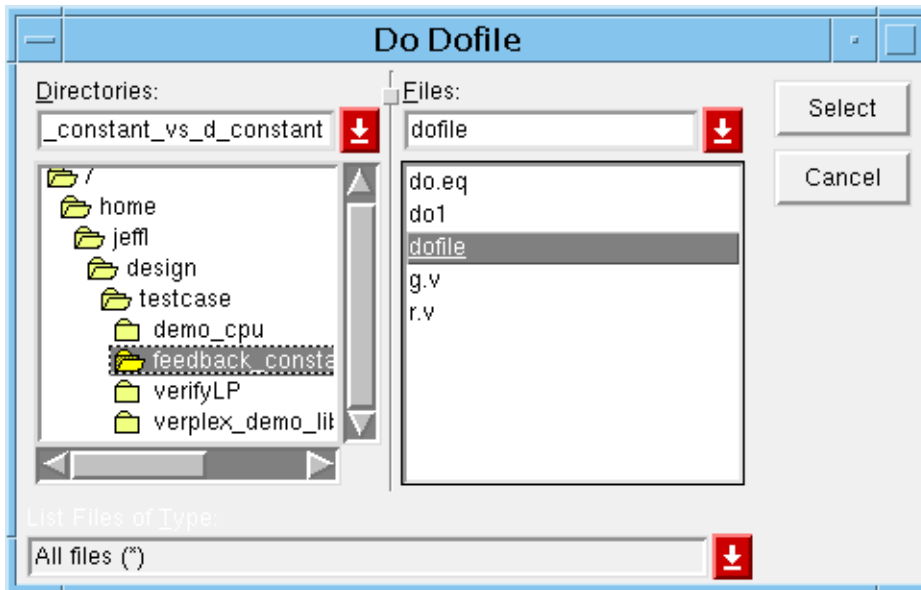 Do Dofile
Directories:
_constant_vs_d_constant
/
home
jeffl
design
testcase
demo_cpu
feedback_consta
verifyLP
verplex_demo_lib
Files:
dofile
do.eq
do1
dofile
g.v
r.v
Select
Cancel
List Files of Type:
All files (*)